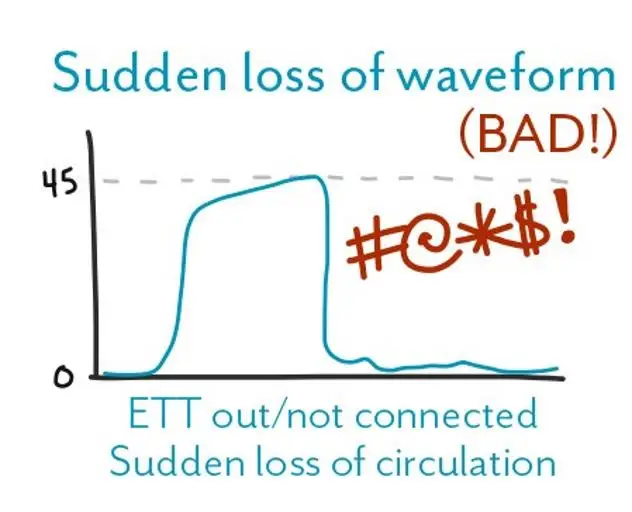 Sudden loss of waveform
(BAD!)
45
#@*$!
0
ETT out/not connected
Sudden loss of circulation